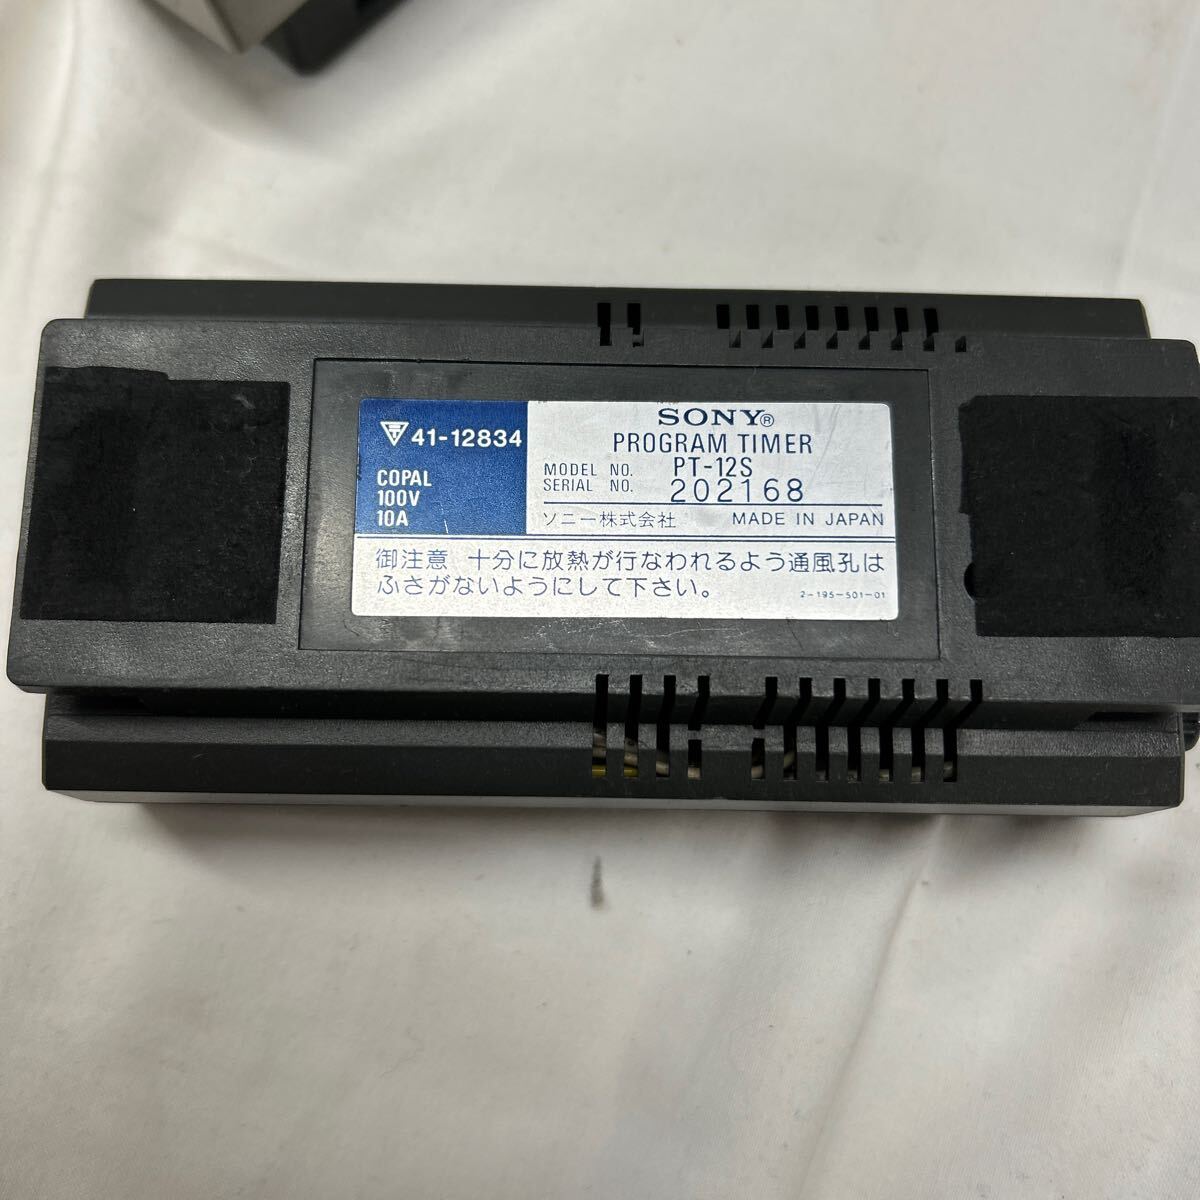 41-12834
COPAL
100V
10A
SONY®
PROGRAM TIMER
MODEL NO. PT-12S
SERIAL NO. 202168
ソニー株式会社 MADE IN JAPAN
御注意 十分に放熱が行なわれるよう通風孔は
ふさがないようにして下さい。
2-195-501-01